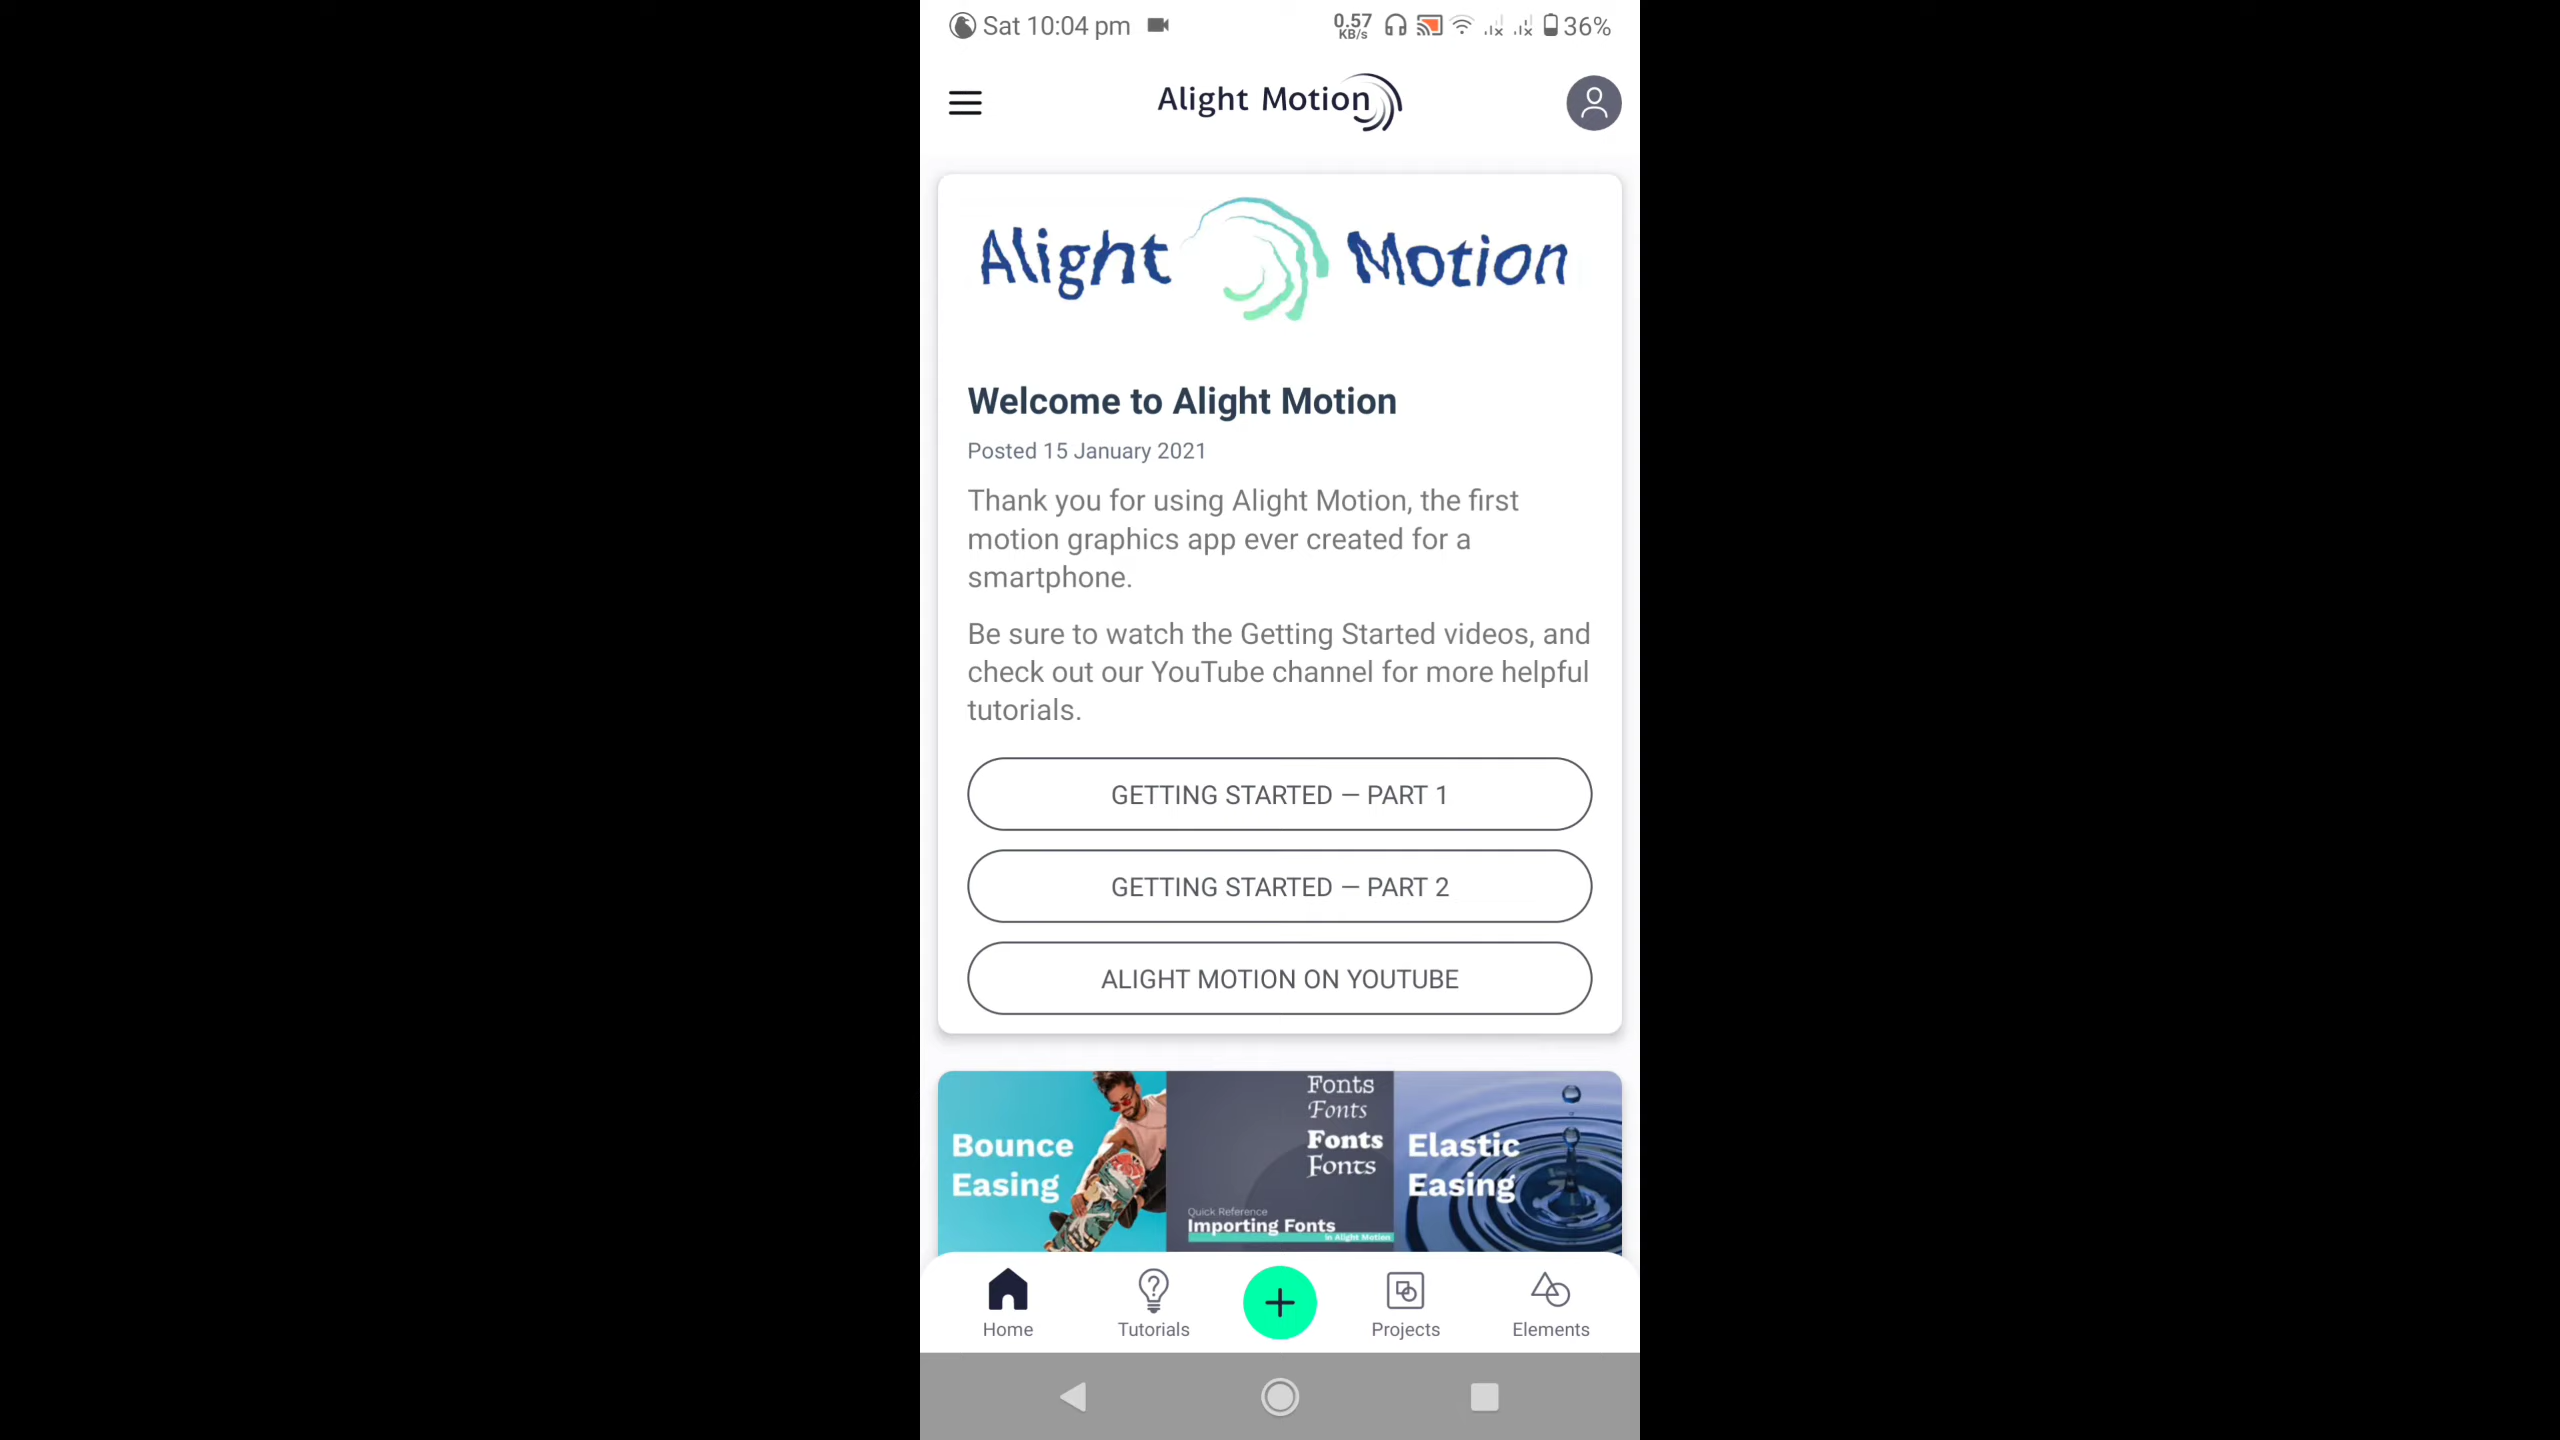 Sat 10:04 pm
0.57
KB/s
36%
Alight Motion
Alight Motion
Welcome to Alight Motion
Posted 15 January 2021
Thank you for using Alight Motion, the first
motion graphics app ever created for a
smartphone.
Be sure to watch the Getting Started videos, and
check out our YouTube channel for more helpful
tutorials.
GETTING STARTED — PART 1
GETTING STARTED — PART 2
ALIGHT MOTION ON YOUTUBE
Bounce
Easing
Fonts
Fonts
Fonts
Fonts
Quick Reference
Importing Fonts
in Alight Motion
Elastic
Easing
Home
Tutorials
Projects
Elements